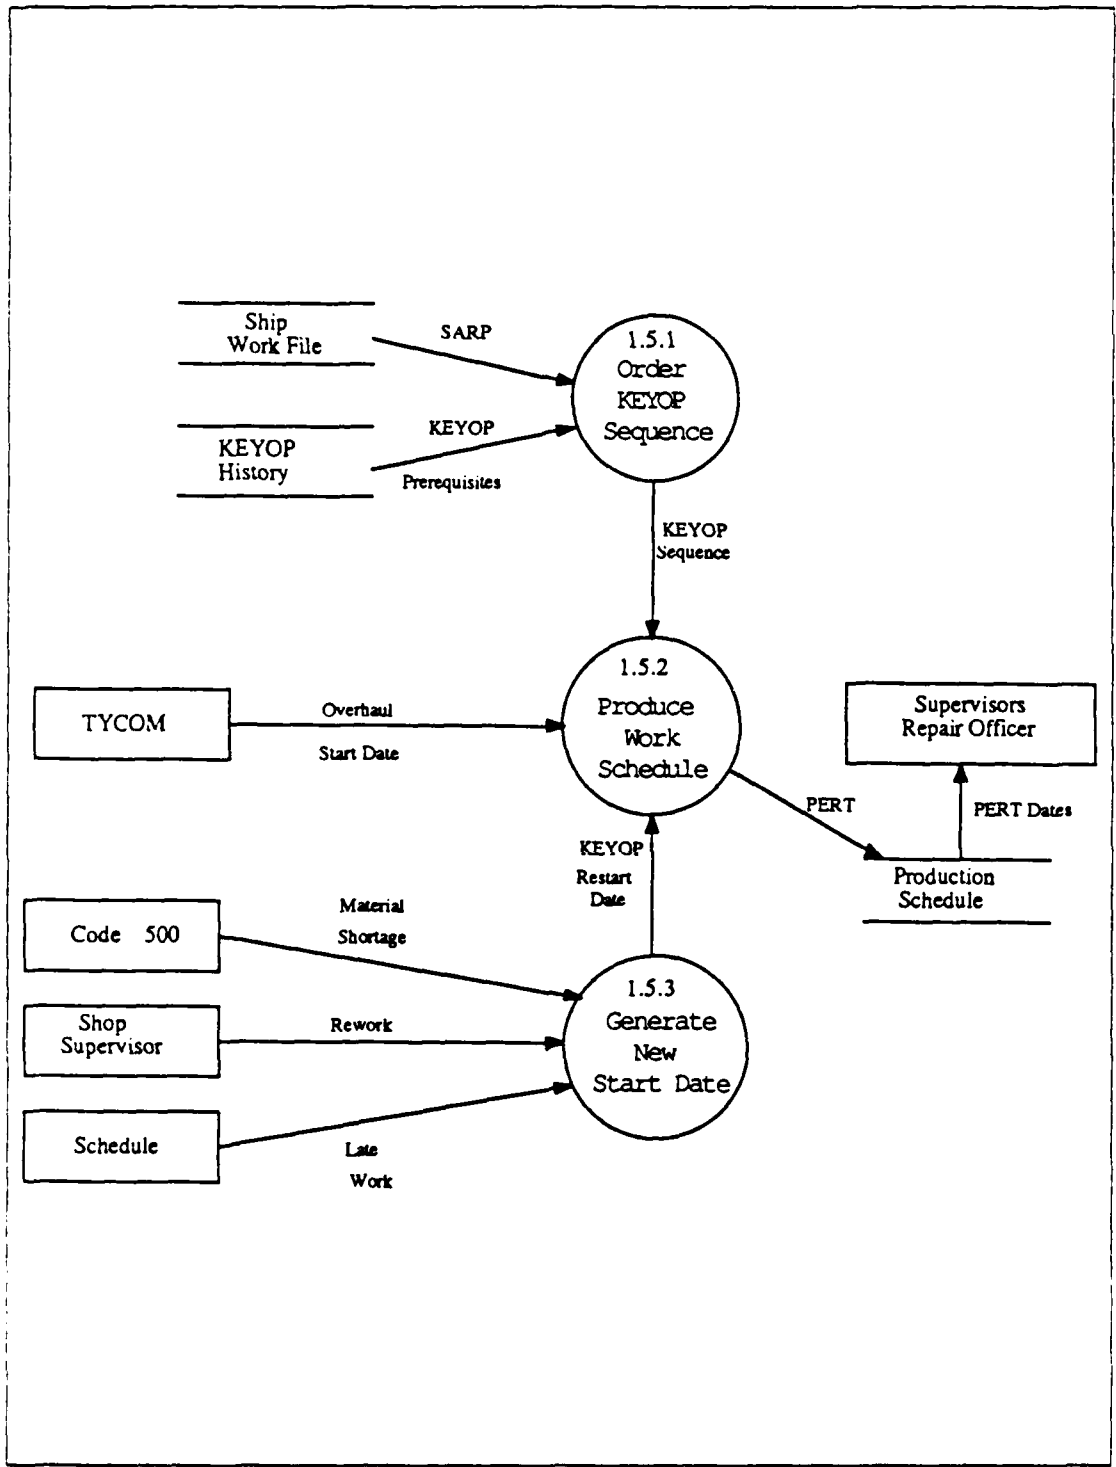 Ship
Work File
SARP
KEYOP
History
KEYOP
Prerequisites
1.5.1
Order
KEYOP
Sequence
KEYOP
Sequence
TYCOM
Overhaul
Start Date
1.5.2
Produce
Work
Schedule
Supervisors
Repair Officer
PERT
PERT Dates
Production
Schedule
KEYOP
Restart
Date
Code 500
Material
Shortage
Shop
Supervisor
Rework
Schedule
Late
Work
1.5.3
Generate
New
Start Date